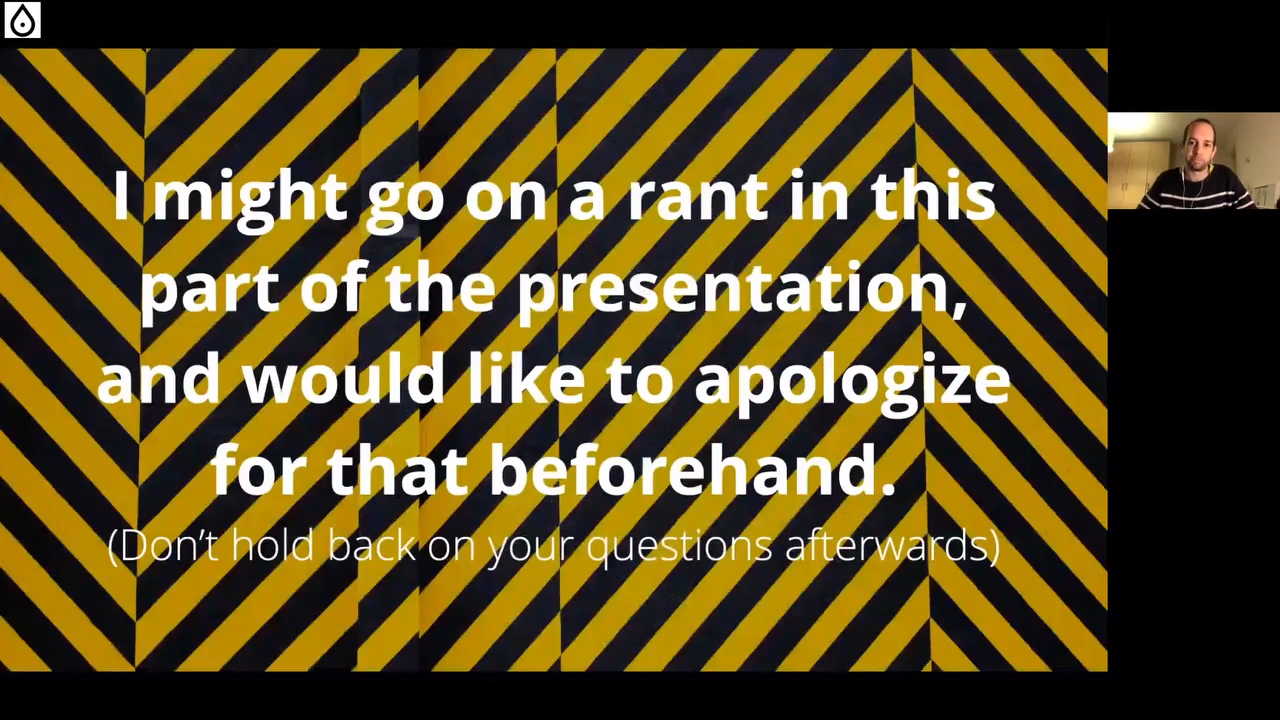 I might go on a rant in this
part of the presentation,
and would like to apologize
for that beforehand.
(Don’t hold back on your questions afterwards)